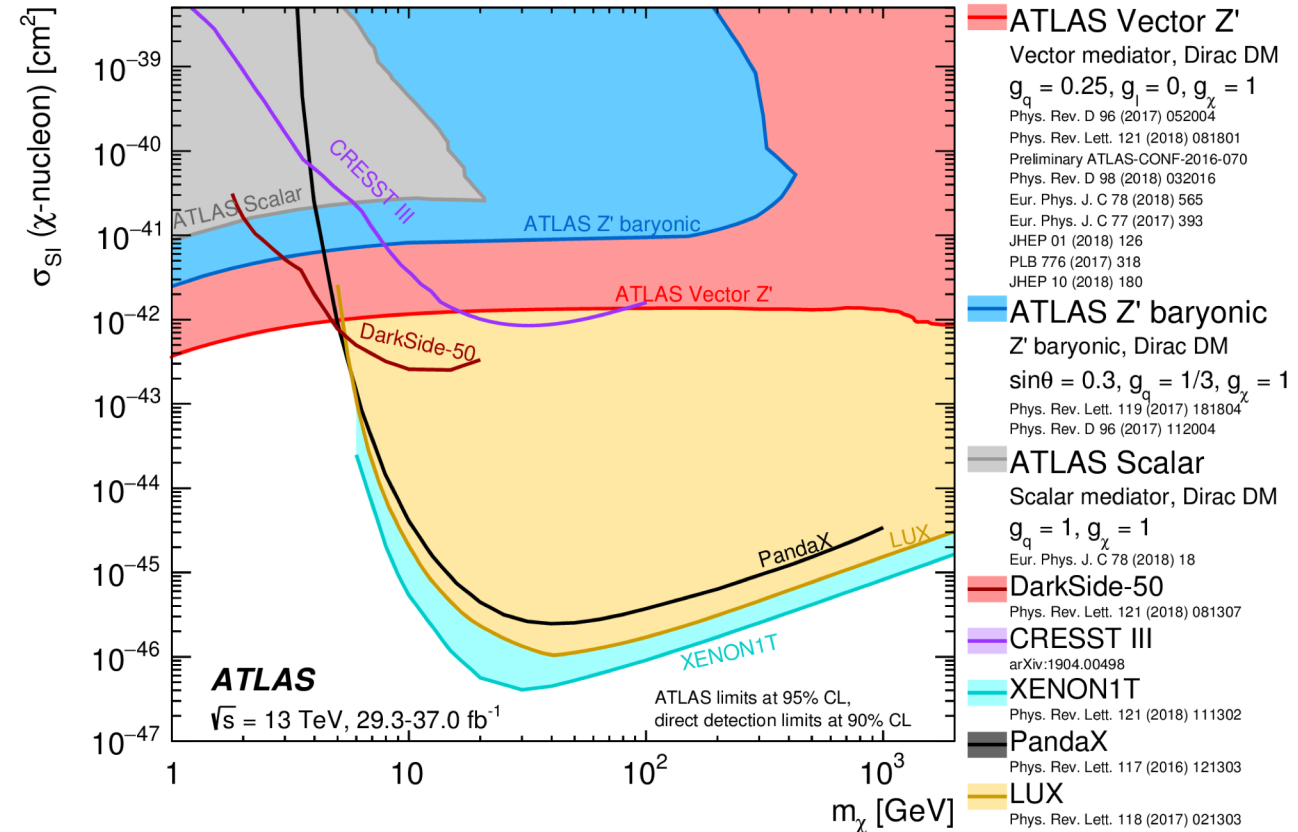 σSI (χ-nucleon) [cm²]
10⁻³⁹
10⁻⁴⁰
10⁻⁴¹
10⁻⁴²
10⁻⁴³
10⁻⁴⁴
10⁻⁴⁵
10⁻⁴⁶
10⁻⁴⁷
CRESST III
ATLAS Scalar
ATLAS Z' baryonic
ATLAS Vector Z'
DarkSide-50
PandaX
LUX
XENON1T
ATLAS
√s = 13 TeV, 29.3-37.0 fb⁻¹
ATLAS limits at 95% CL,
direct detection limits at 90% CL
1
10
10²
10³
mχ [GeV]
ATLAS Vector Z'
Vector mediator, Dirac DM
gq = 0.25, gl = 0, gχ = 1
Phys. Rev. D 96 (2017) 052004
Phys. Rev. Lett. 121 (2018) 081801
Preliminary ATLAS-CONF-2016-070
Phys. Rev. D 98 (2018) 032016
Eur. Phys. J. C 78 (2018) 565
Eur. Phys. J. C 77 (2017) 393
JHEP 01 (2018) 126
PLB 776 (2017) 318
JHEP 10 (2018) 180
ATLAS Z' baryonic
Z' baryonic, Dirac DM
sinθ = 0.3, gq = 1/3, gχ = 1
Phys. Rev. Lett. 119 (2017) 181804
Phys. Rev. D 96 (2017) 112004
ATLAS Scalar
Scalar mediator, Dirac DM
gq = 1, gχ = 1
Eur. Phys. J. C 78 (2018) 18
DarkSide-50
Phys. Rev. Lett. 121 (2018) 081307
CRESST III
arXiv:1904.00498
XENON1T
Phys. Rev. Lett. 121 (2018) 111302
PandaX
Phys. Rev. Lett. 117 (2016) 121303
LUX
Phys. Rev. Lett. 118 (2017) 021303